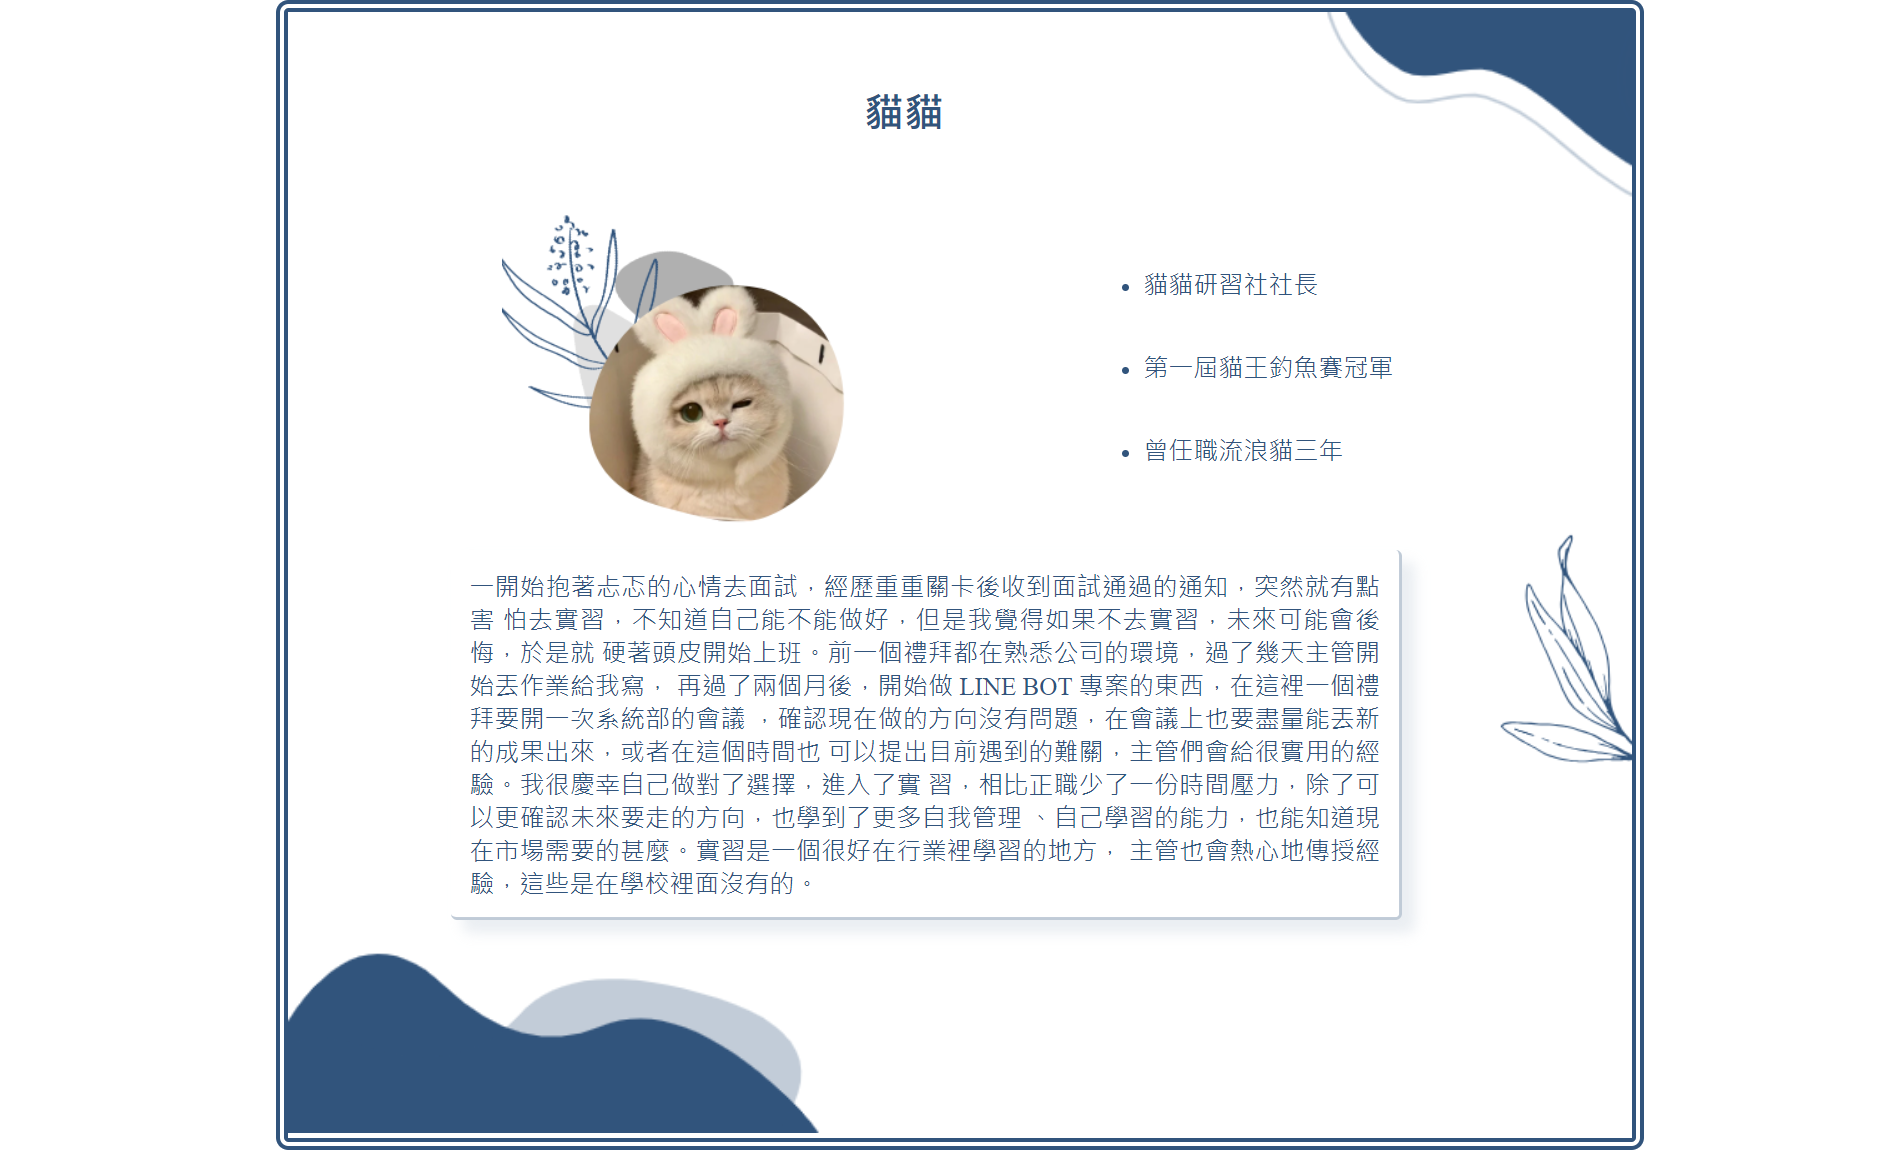 貓貓
貓貓研習社社長
第一屆貓王釣魚賽冠軍
曾任職流浪貓三年
一開始抱著忐忑的心情去面試，經歷重重關卡後收到面試通過的通知，突然就有點
害 怕去實習，不知道自己能不能做好，但是我覺得如果不去實習，未來可能會後
悔，於是就 硬著頭皮開始上班。前一個禮拜都在熟悉公司的環境，過了幾天主管開
始丟作業給我寫， 再過了兩個月後，開始做 LINE BOT 專案的東西，在這裡一個禮
拜要開一次系統部的會議 ，確認現在做的方向沒有問題，在會議上也要盡量能丟新
的成果出來，或者在這個時間也 可以提出目前遇到的難關，主管們會給很實用的經
驗。我很慶幸自己做對了選擇，進入了實 習，相比正職少了一份時間壓力，除了可
以更確認未來要走的方向，也學到了更多自我管理 、自己學習的能力，也能知道現
在市場需要的甚麼。實習是一個很好在行業裡學習的地方， 主管也會熱心地傳授經
驗，這些是在學校裡面沒有的。